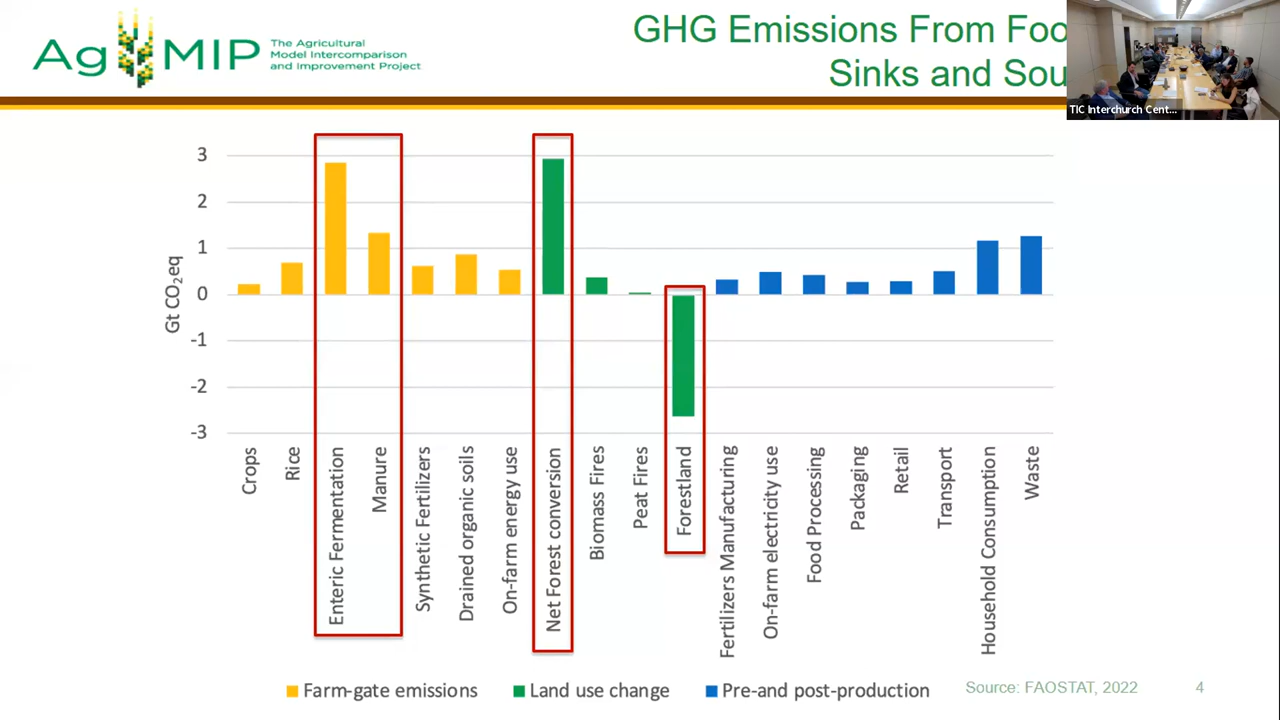 AgMIP
The Agricultural
Model Intercomparison
and Improvement Project
GHG Emissions From
Sinks and
TIC Interchurch Cent...
3
2
1
0
-1
-2
-3
Gt CO₂eq
Crops
Rice
Enteric Fermentation
Manure
Synthetic Fertilizers
Drained organic soils
On-farm energy use
Net Forest conversion
Biomass Fires
Peat Fires
Forestland
Fertilizers Manufacturing
On-farm electricity use
Food Processing
Packaging
Retail
Transport
Household Consumption
Waste
Farm-gate emissions
Land use change
Pre-and post-production
Source: FAOSTAT, 2022
4